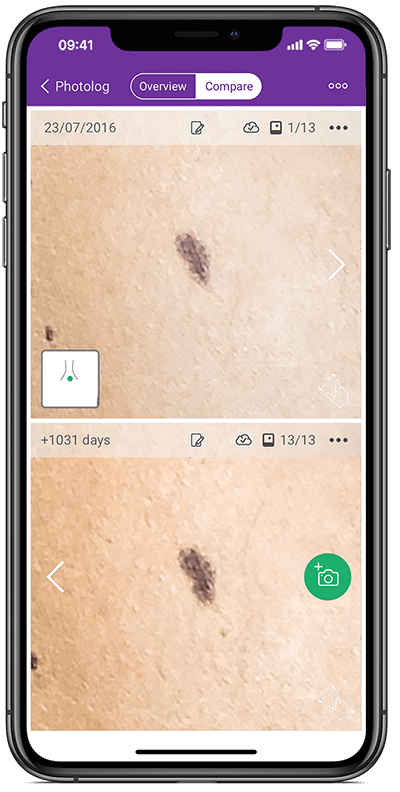 09:41
Photolog Overview Compare
23/07/2016 1/13
+1031 days 13/13